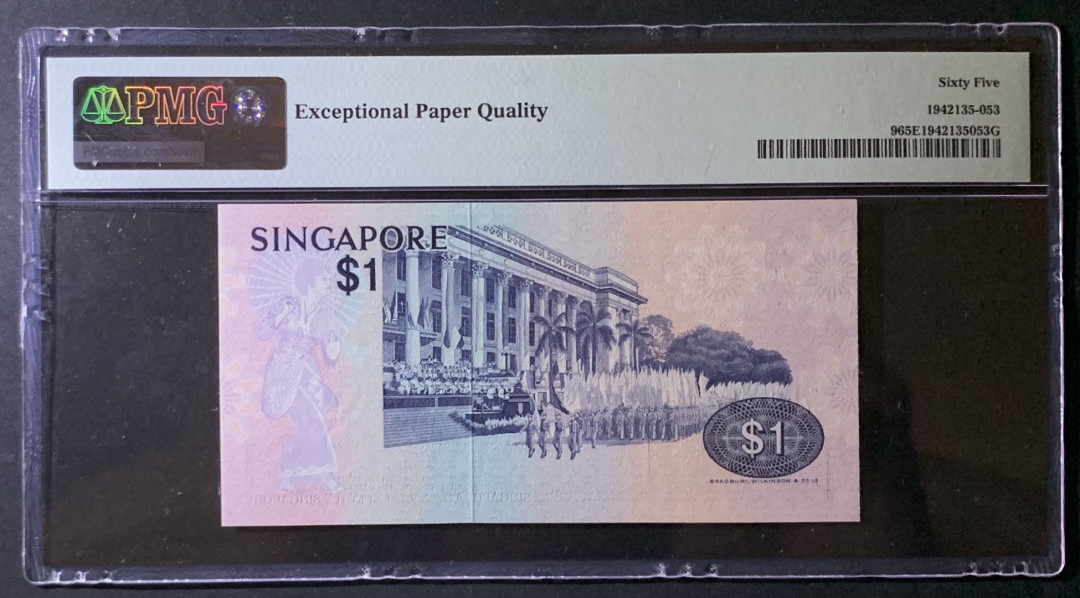 PMG
Exceptional Paper Quality
Sixty Five
1942135-053
965E1942135053G
SINGAPORE
$1
$1
BRADBURY, WILKINSON & Co Ld